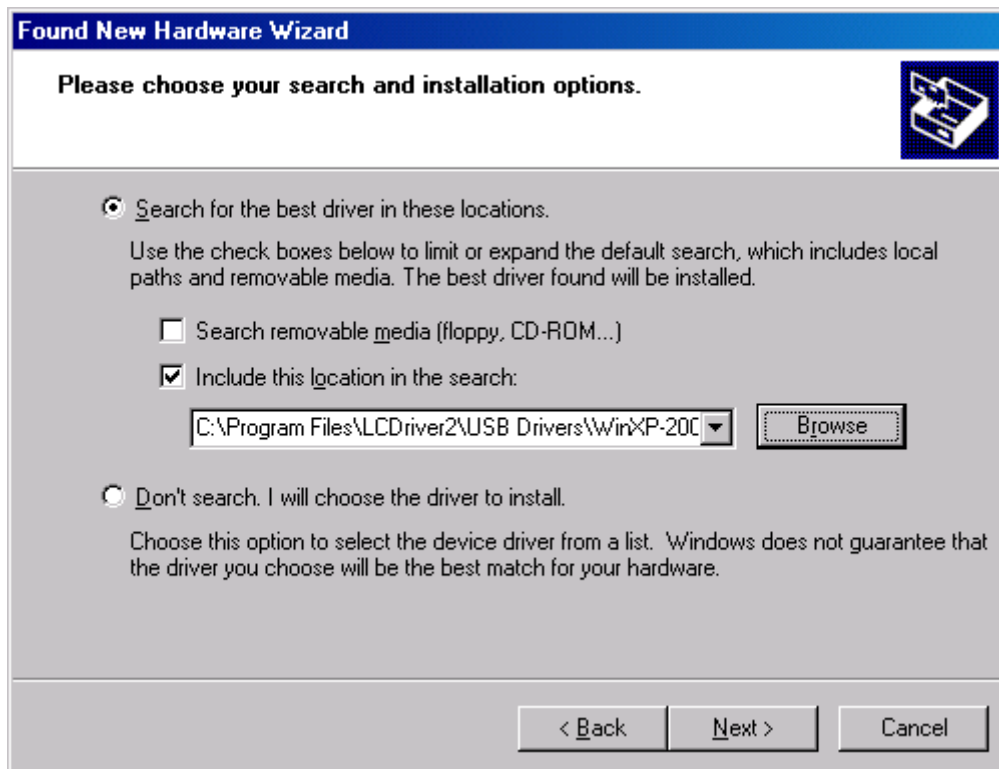 Found New Hardware Wizard
Please choose your search and installation options.
Search for the best driver in these locations.
Use the check boxes below to limit or expand the default search, which includes local
paths and removable media. The best driver found will be installed.
Search removable media (floppy, CD-ROM...)
Include this location in the search:
C:\Program Files\LCDriver2\USB Drivers\WinXP-200 Browse
Don't search. I will choose the driver to install.
Choose this option to select the device driver from a list.  Windows does not guarantee that
the driver you choose will be the best match for your hardware.
< Back Next > Cancel